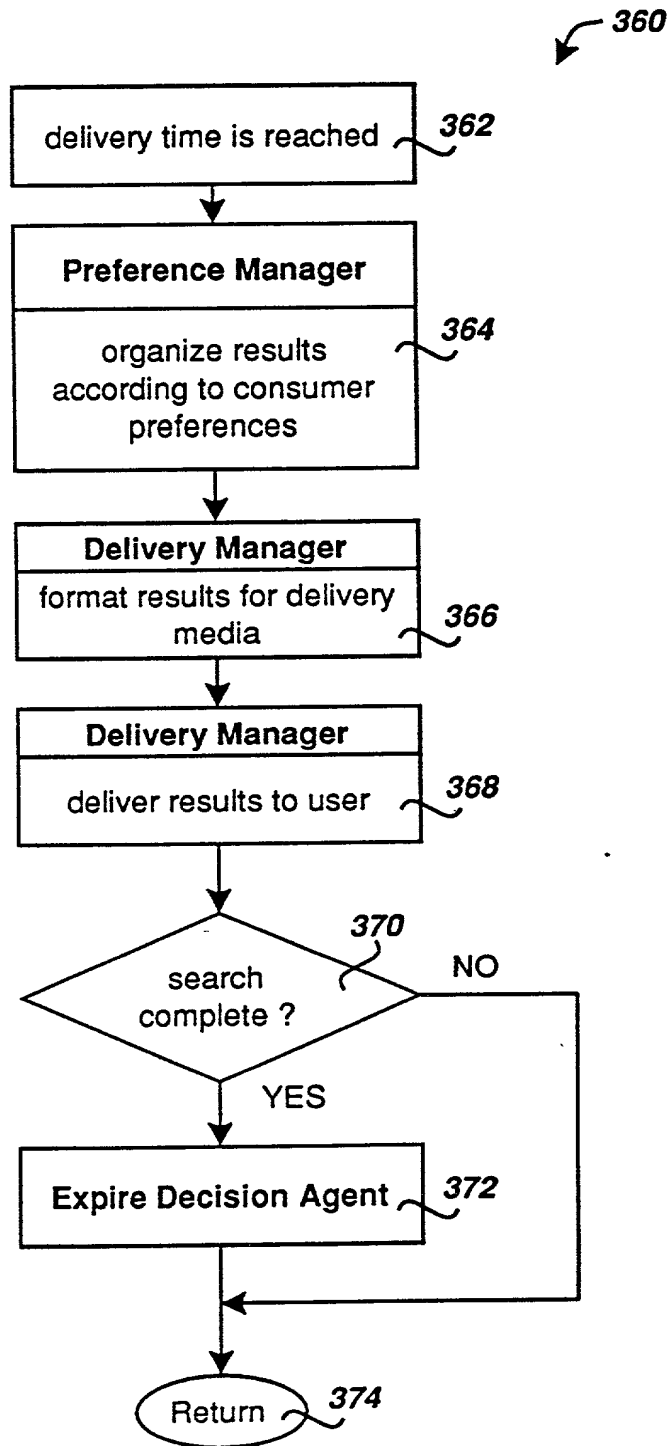 360
delivery time is reached
362
Preference Manager
organize results
according to consumer
preferences
364
Delivery Manager
format results for delivery
media
366
Delivery Manager
deliver results to user
368
370
search
complete ?
NO
YES
Expire Decision Agent
372
Return
374